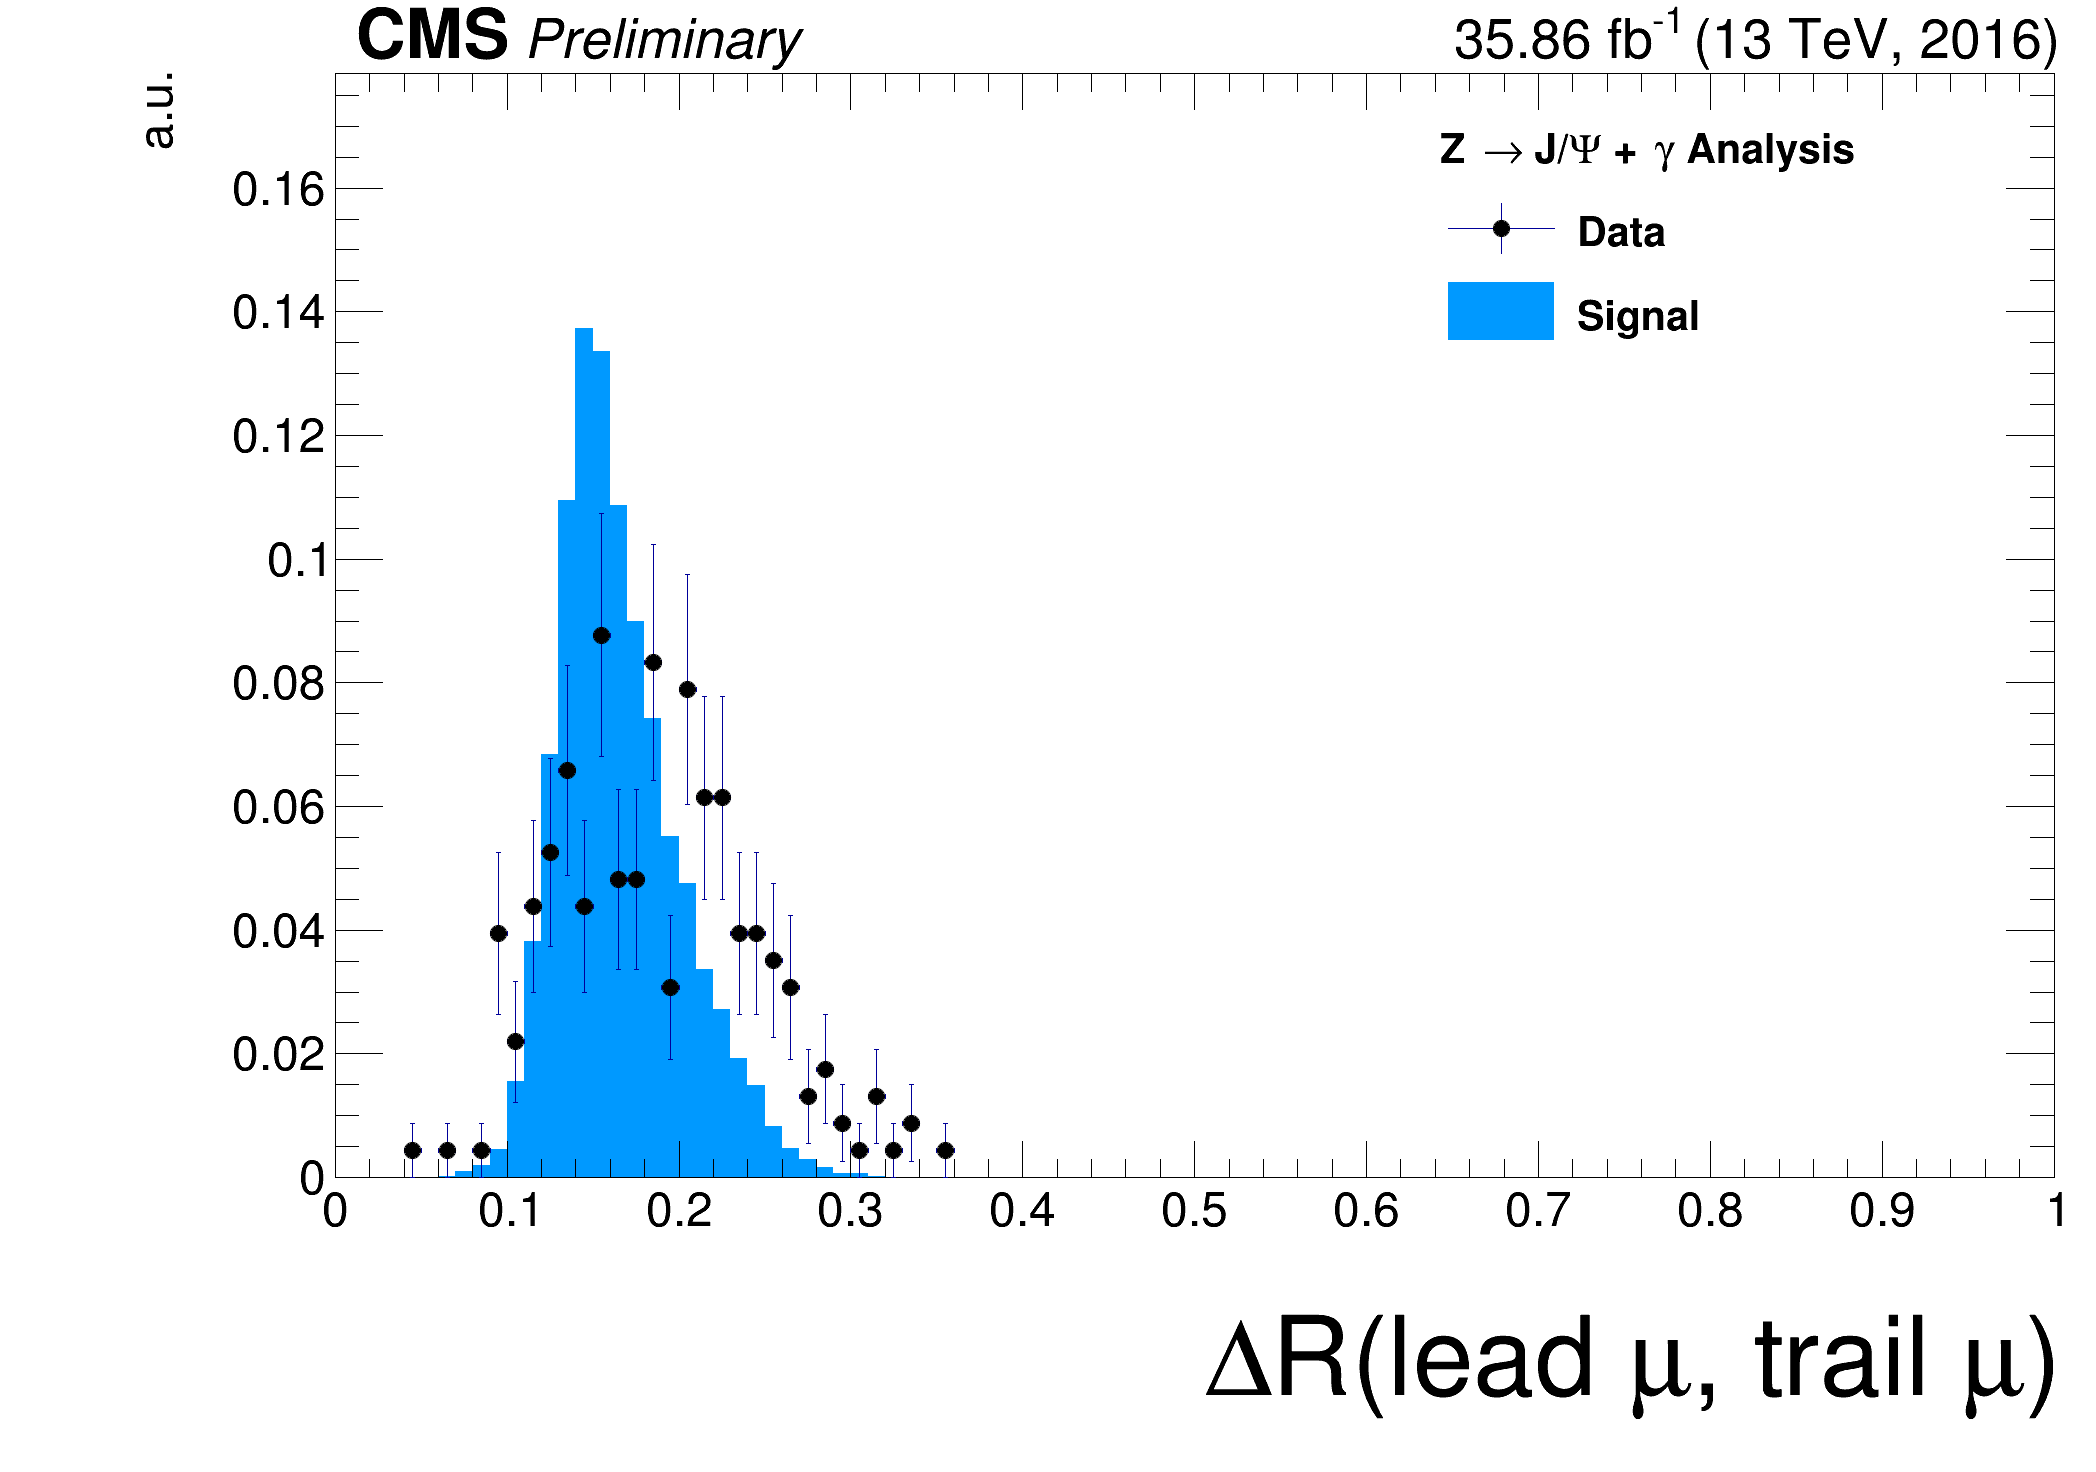 CMS Preliminary 35.86 fb⁻¹ (13 TeV, 2016)
a.u.
Z → J/Ψ + γ Analysis
Data
Signal
0.16
0.14
0.12
0.1
0.08
0.06
0.04
0.02
0
0 0.1 0.2 0.3 0.4 0.5 0.6 0.7 0.8 0.9 1
ΔR(lead μ, trail μ)